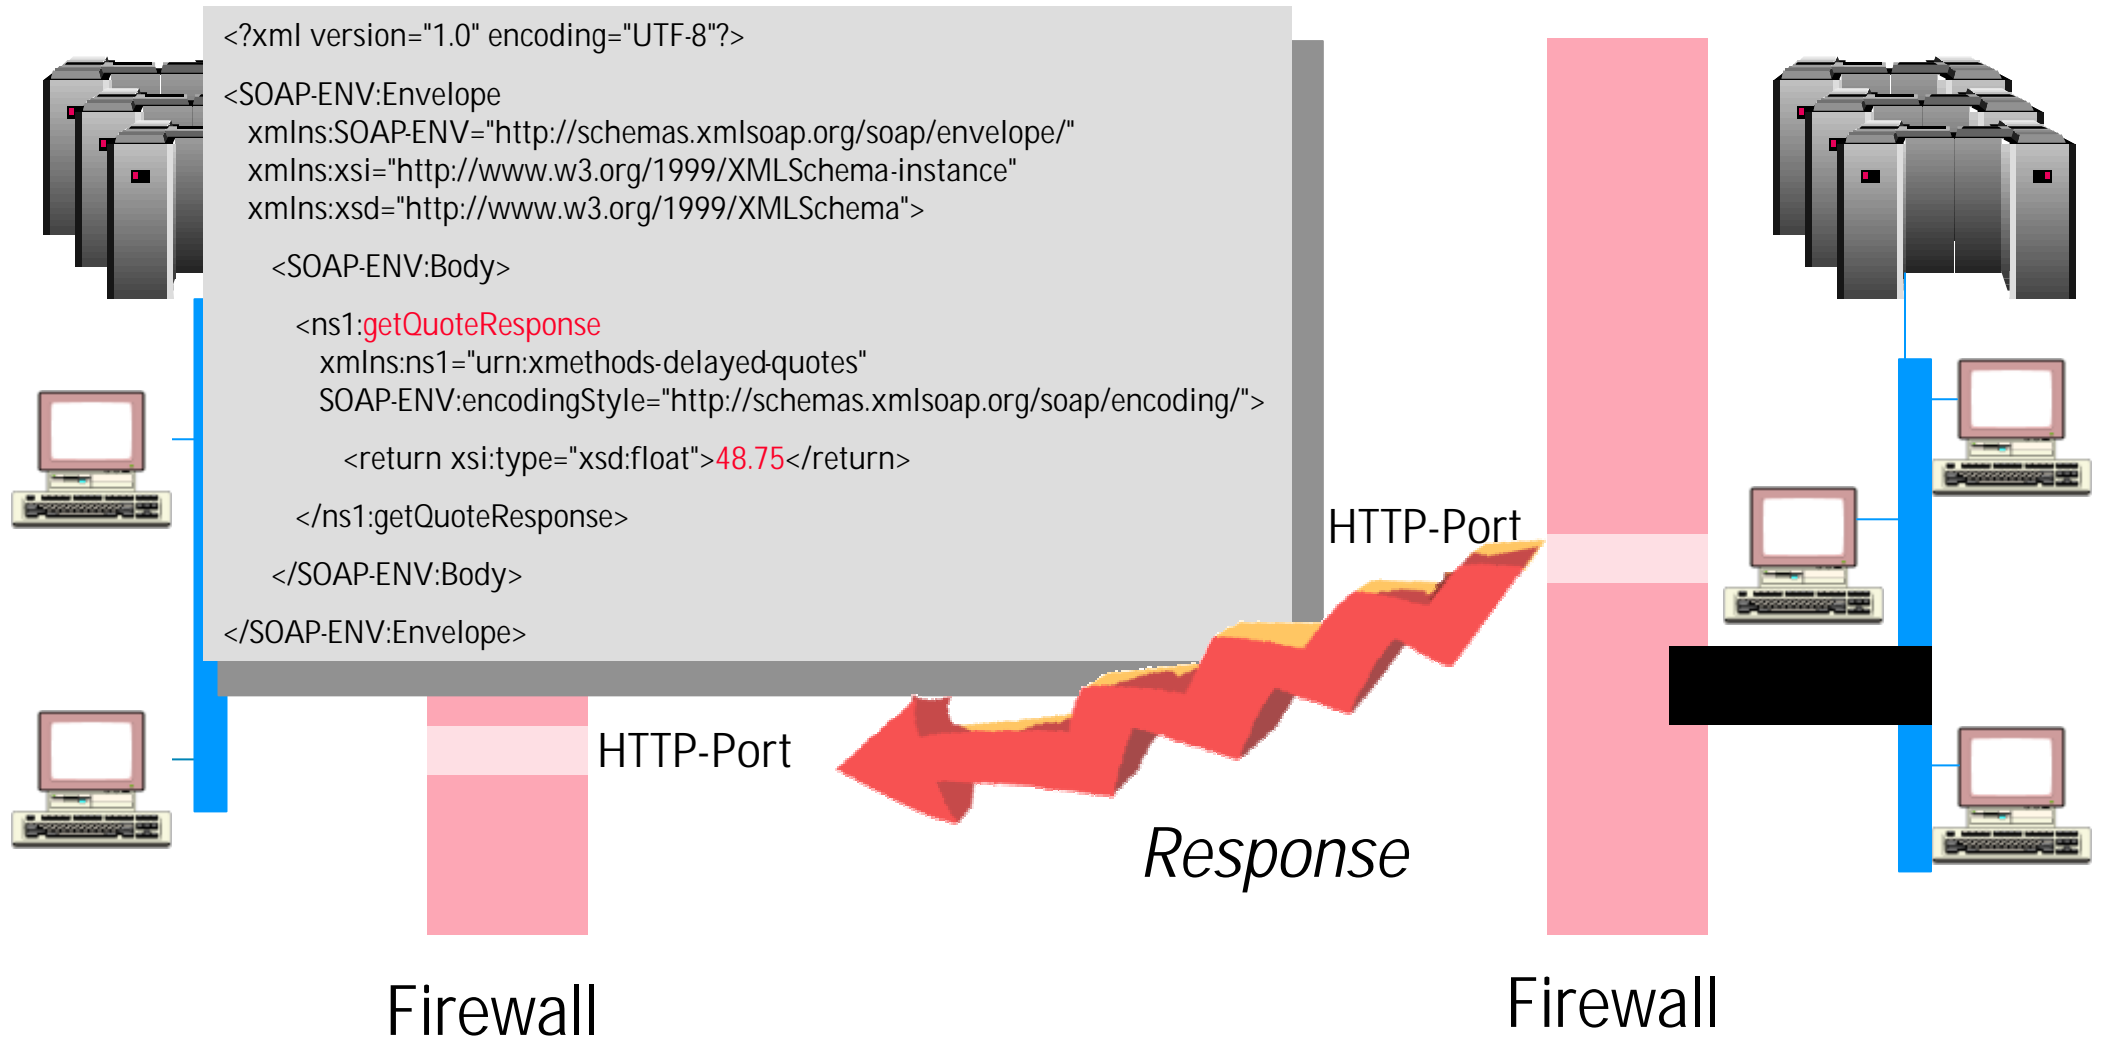 <?xml version="1.0" encoding="UTF-8"?>
<SOAP-ENV:Envelope
xmlns:SOAP-ENV="http://schemas.xmlsoap.org/soap/envelope/"
xmlns:xsi="http://www.w3.org/1999/XMLSchema-instance"
xmlns:xsd="http://www.w3.org/1999/XMLSchema">
<SOAP-ENV:Body>
<ns1:getQuoteResponse
xmlns:ns1="urn:xmethods-delayed-quotes"
SOAP-ENV:encodingStyle="http://schemas.xmlsoap.org/soap/encoding/">
<return xsi:type="xsd:float">48.75</return>
</ns1:getQuoteResponse>
</SOAP-ENV:Body>
</SOAP-ENV:Envelope>
HTTP-Port
HTTP-Port
Response
Firewall
Firewall